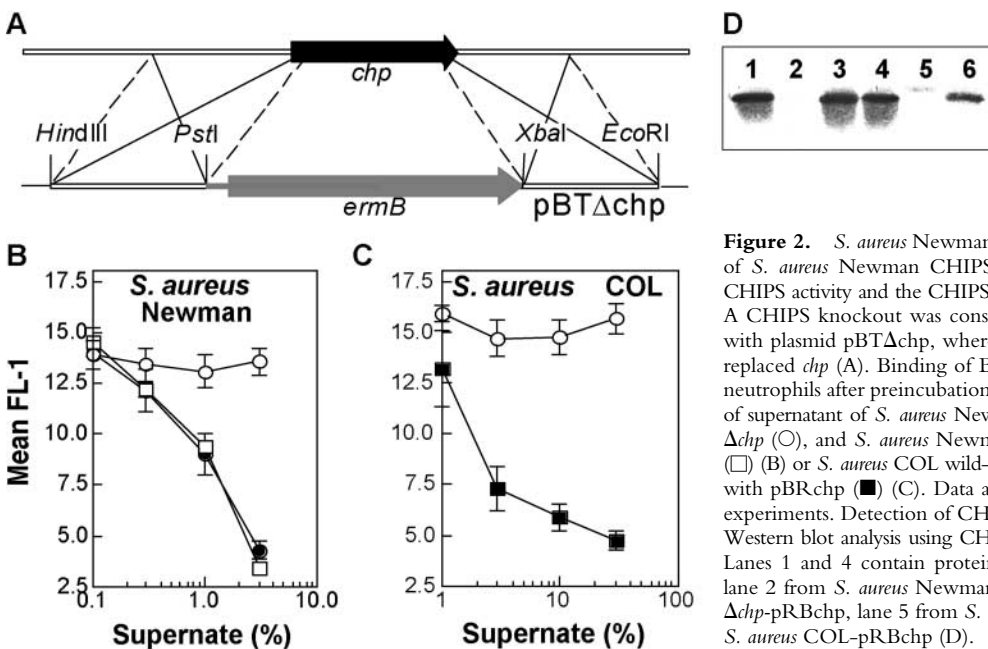 A
chp
HindIII
PstI
XbaI
EcoRI
ermB
pBTΔchp
D
1 2 3 4 5 6
B
S. aureus
Newman
Mean FL-1
17.5
15.0
12.5
10.0
7.5
5.0
2.5
0.1 1.0 10.0
Supernate (%)
C
S. aureus COL
17.5
15.0
12.5
10.0
7.5
5.0
2.5
1 10 100
Supernate (%)
Figure 2. S. aureus Newman
of S. aureus Newman CHIPS
CHIPS activity and the CHIPS
A CHIPS knockout was cons
with plasmid pBTΔchp, wher
replaced chp (A). Binding of B
neutrophils after preincubation
of supernatant of S. aureus New
Δchp (○), and S. aureus Newm
(□) (B) or S. aureus COL wild–
with pBRchp (■) (C). Data a
experiments. Detection of CH
Western blot analysis using CH
Lanes 1 and 4 contain protein
lane 2 from S. aureus Newman
Δchp-pRBchp, lane 5 from S.
S. aureus COL-pRBchp (D).